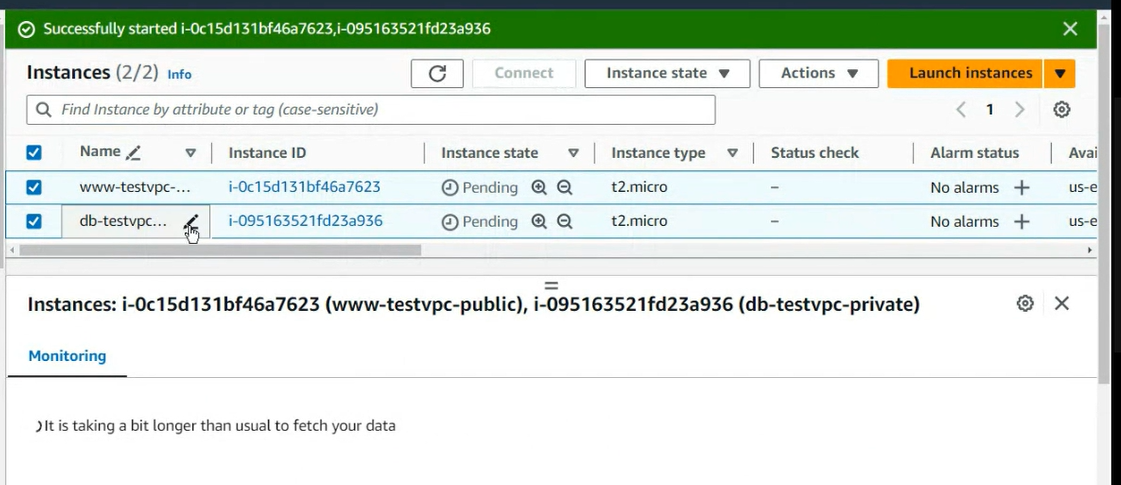 Successfully started i-0c15d131bf46a7623,i-095163521fd23a936
Instances (2/2) Info Connect Instance state Actions Launch instances
Find Instance by attribute or tag (case-sensitive) 1
Name Instance ID Instance state Instance type Status check Alarm status Avai
www-testvpc-... i-0c15d131bf46a7623 Pending t2.micro – No alarms us-e
db-testvpc... i-095163521fd23a936 Pending t2.micro – No alarms us-e
Instances: i-0c15d131bf46a7623 (www-testvpc-public), i-095163521fd23a936 (db-testvpc-private)
Monitoring
It is taking a bit longer than usual to fetch your data